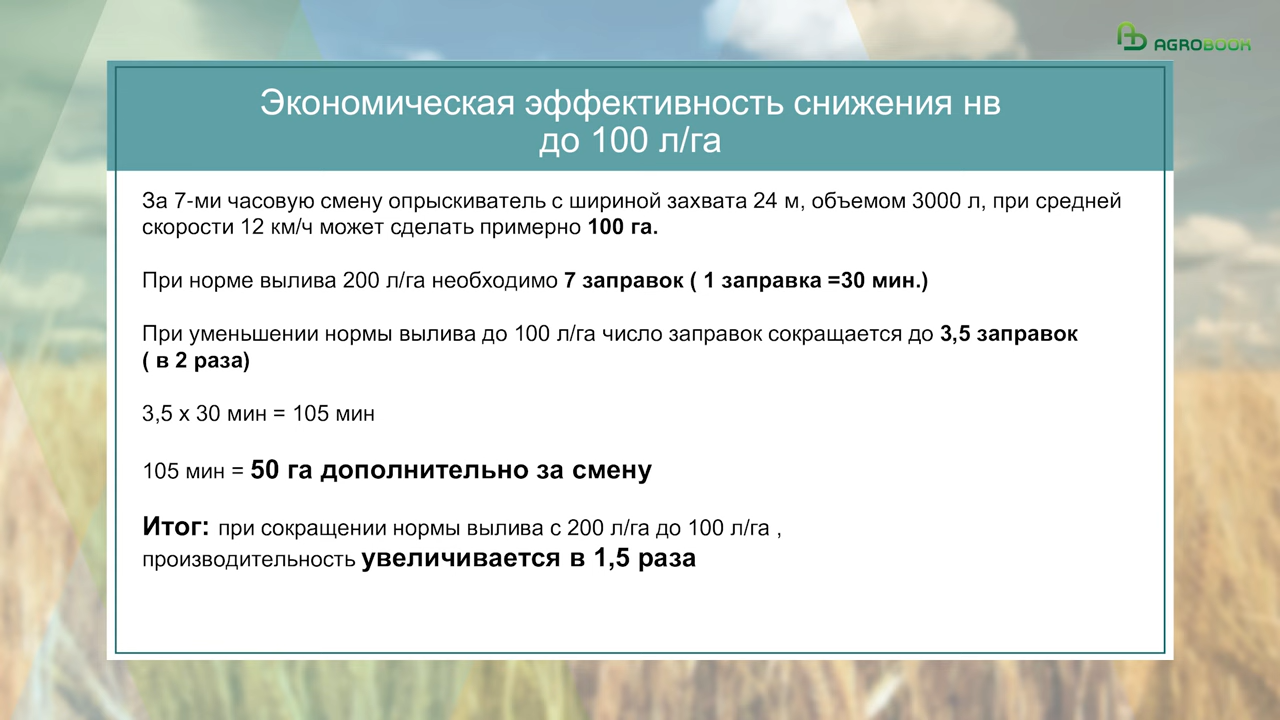 AGROBOOK
Экономическая эффективность снижения нв
до 100 л/га
За 7-ми часовую смену опрыскиватель с шириной захвата 24 м, объемом 3000 л, при средней
скорости 12 км/ч может сделать примерно 100 га.
При норме вылива 200 л/га необходимо 7 заправок ( 1 заправка =30 мин.)
При уменьшении нормы вылива до 100 л/га число заправок сокращается до 3,5 заправок
( в 2 раза)
3,5 х 30 мин = 105 мин
105 мин = 50 га дополнительно за смену
Итог: при сокращении нормы вылива с 200 л/га до 100 л/га ,
производительность увеличивается в 1,5 раза